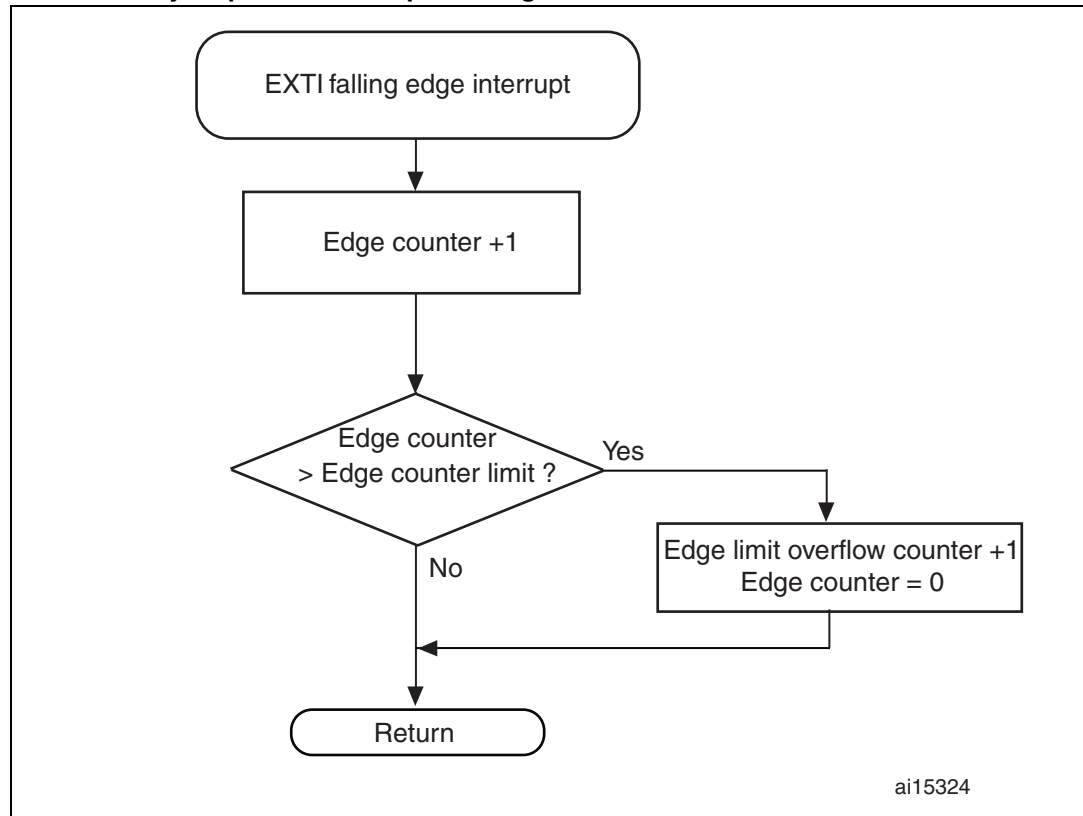 EXTI falling edge interrupt
Edge counter +1
Edge counter
> Edge counter limit ?
Yes
No
Edge limit overflow counter +1
Edge counter = 0
Return
ai15324